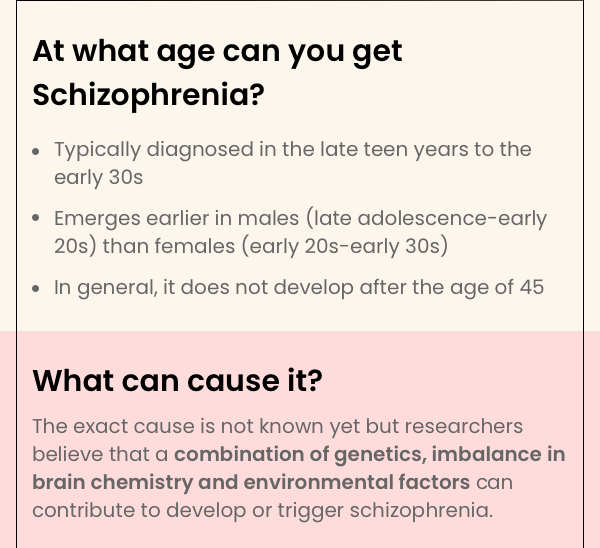 At what age can you get
Schizophrenia?
• Typically diagnosed in the late teen years to the
early 30s
• Emerges earlier in males (late adolescence-early
20s) than females (early 20s-early 30s)
• In general, it does not develop after the age of 45
What can cause it?
The exact cause is not known yet but researchers
believe that a combination of genetics, imbalance in
brain chemistry and environmental factors can
contribute to develop or trigger schizophrenia.